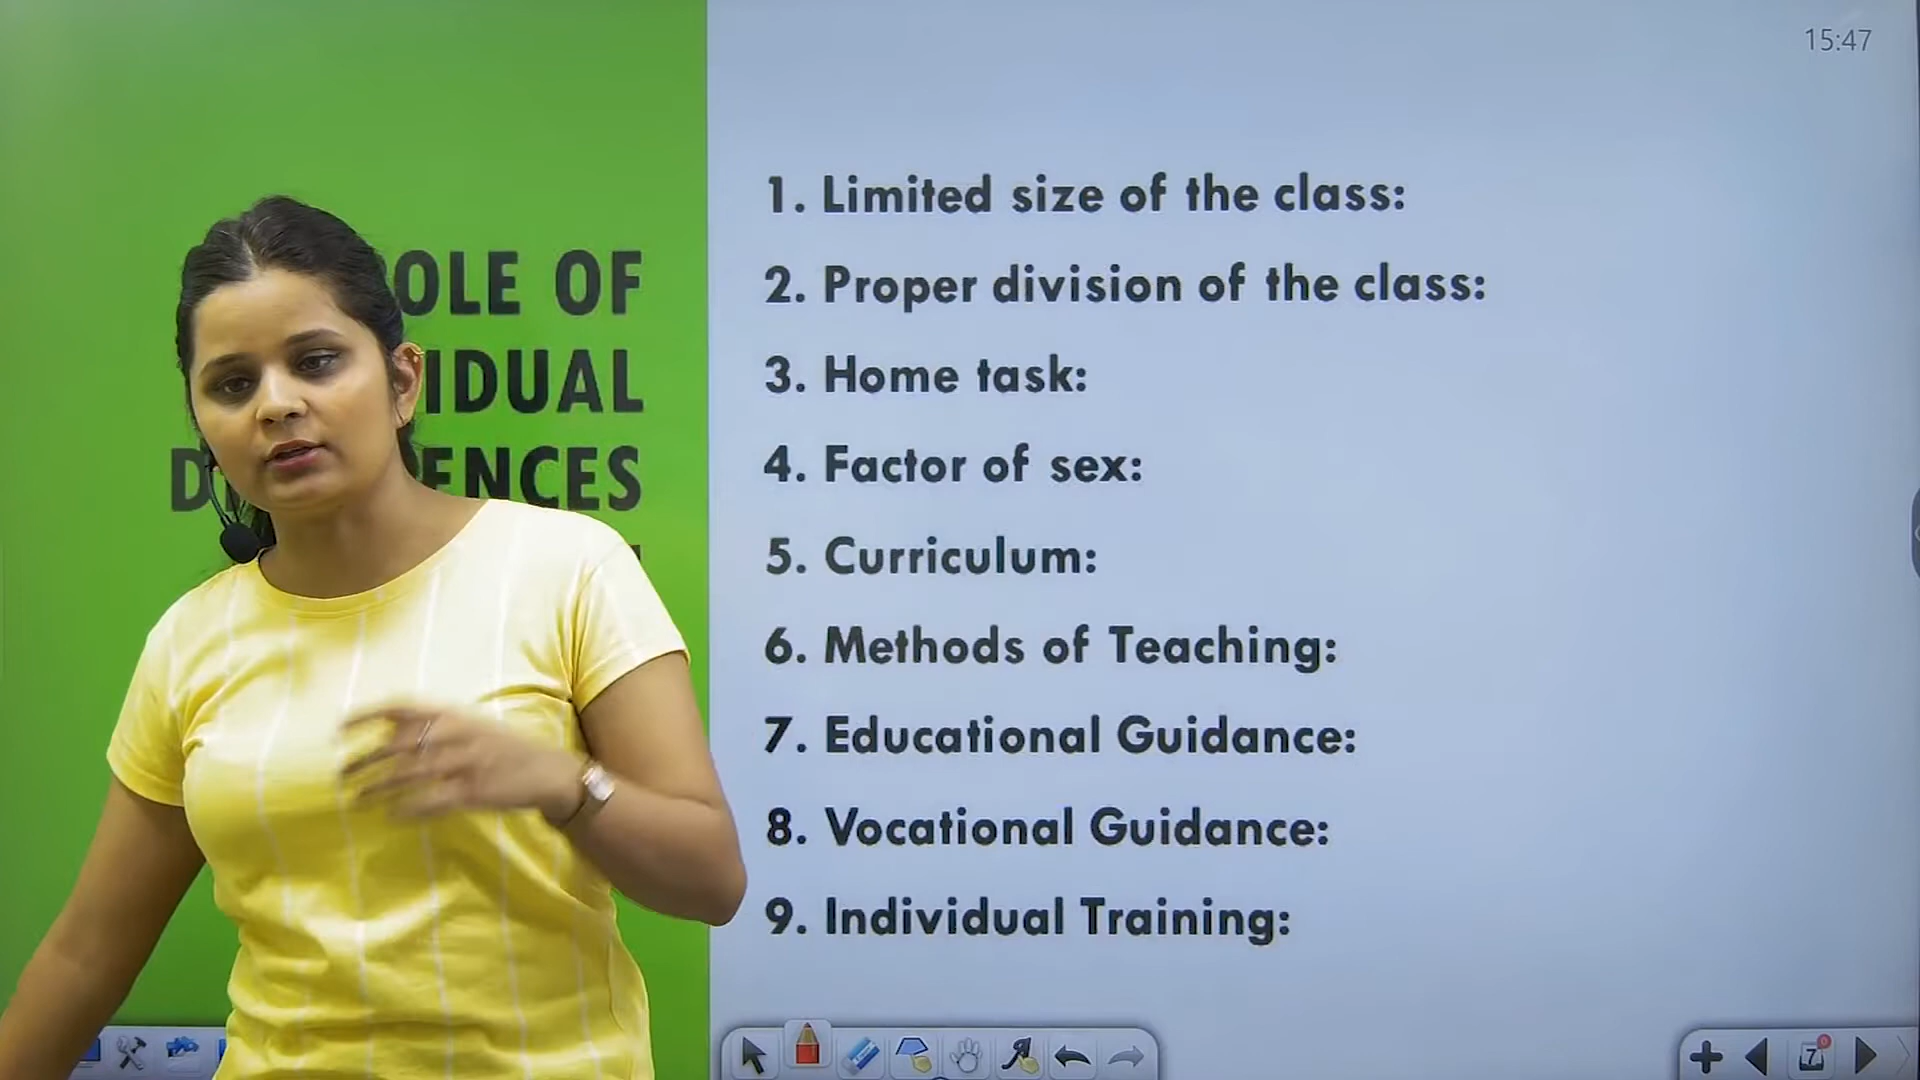 OLE OF
IDUAL
ENCES
15:47
1. Limited size of the class:
2. Proper division of the class:
3. Home task:
4. Factor of sex:
5. Curriculum:
6. Methods of Teaching:
7. Educational Guidance:
8. Vocational Guidance:
9. Individual Training:
7